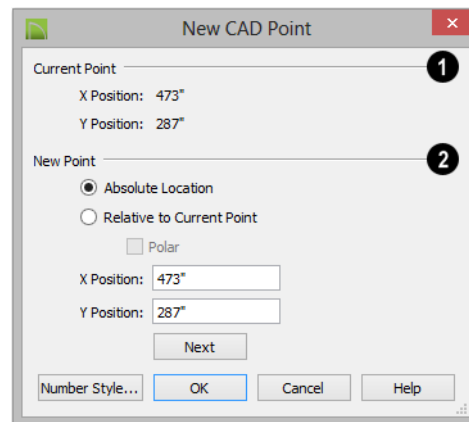 New CAD Point
Current Point
1
X Position: 473"
Y Position: 287"
New Point
2
Absolute Location
Relative to Current Point
Polar
X Position: 473"
Y Position: 287"
Next
Number Style... OK Cancel Help